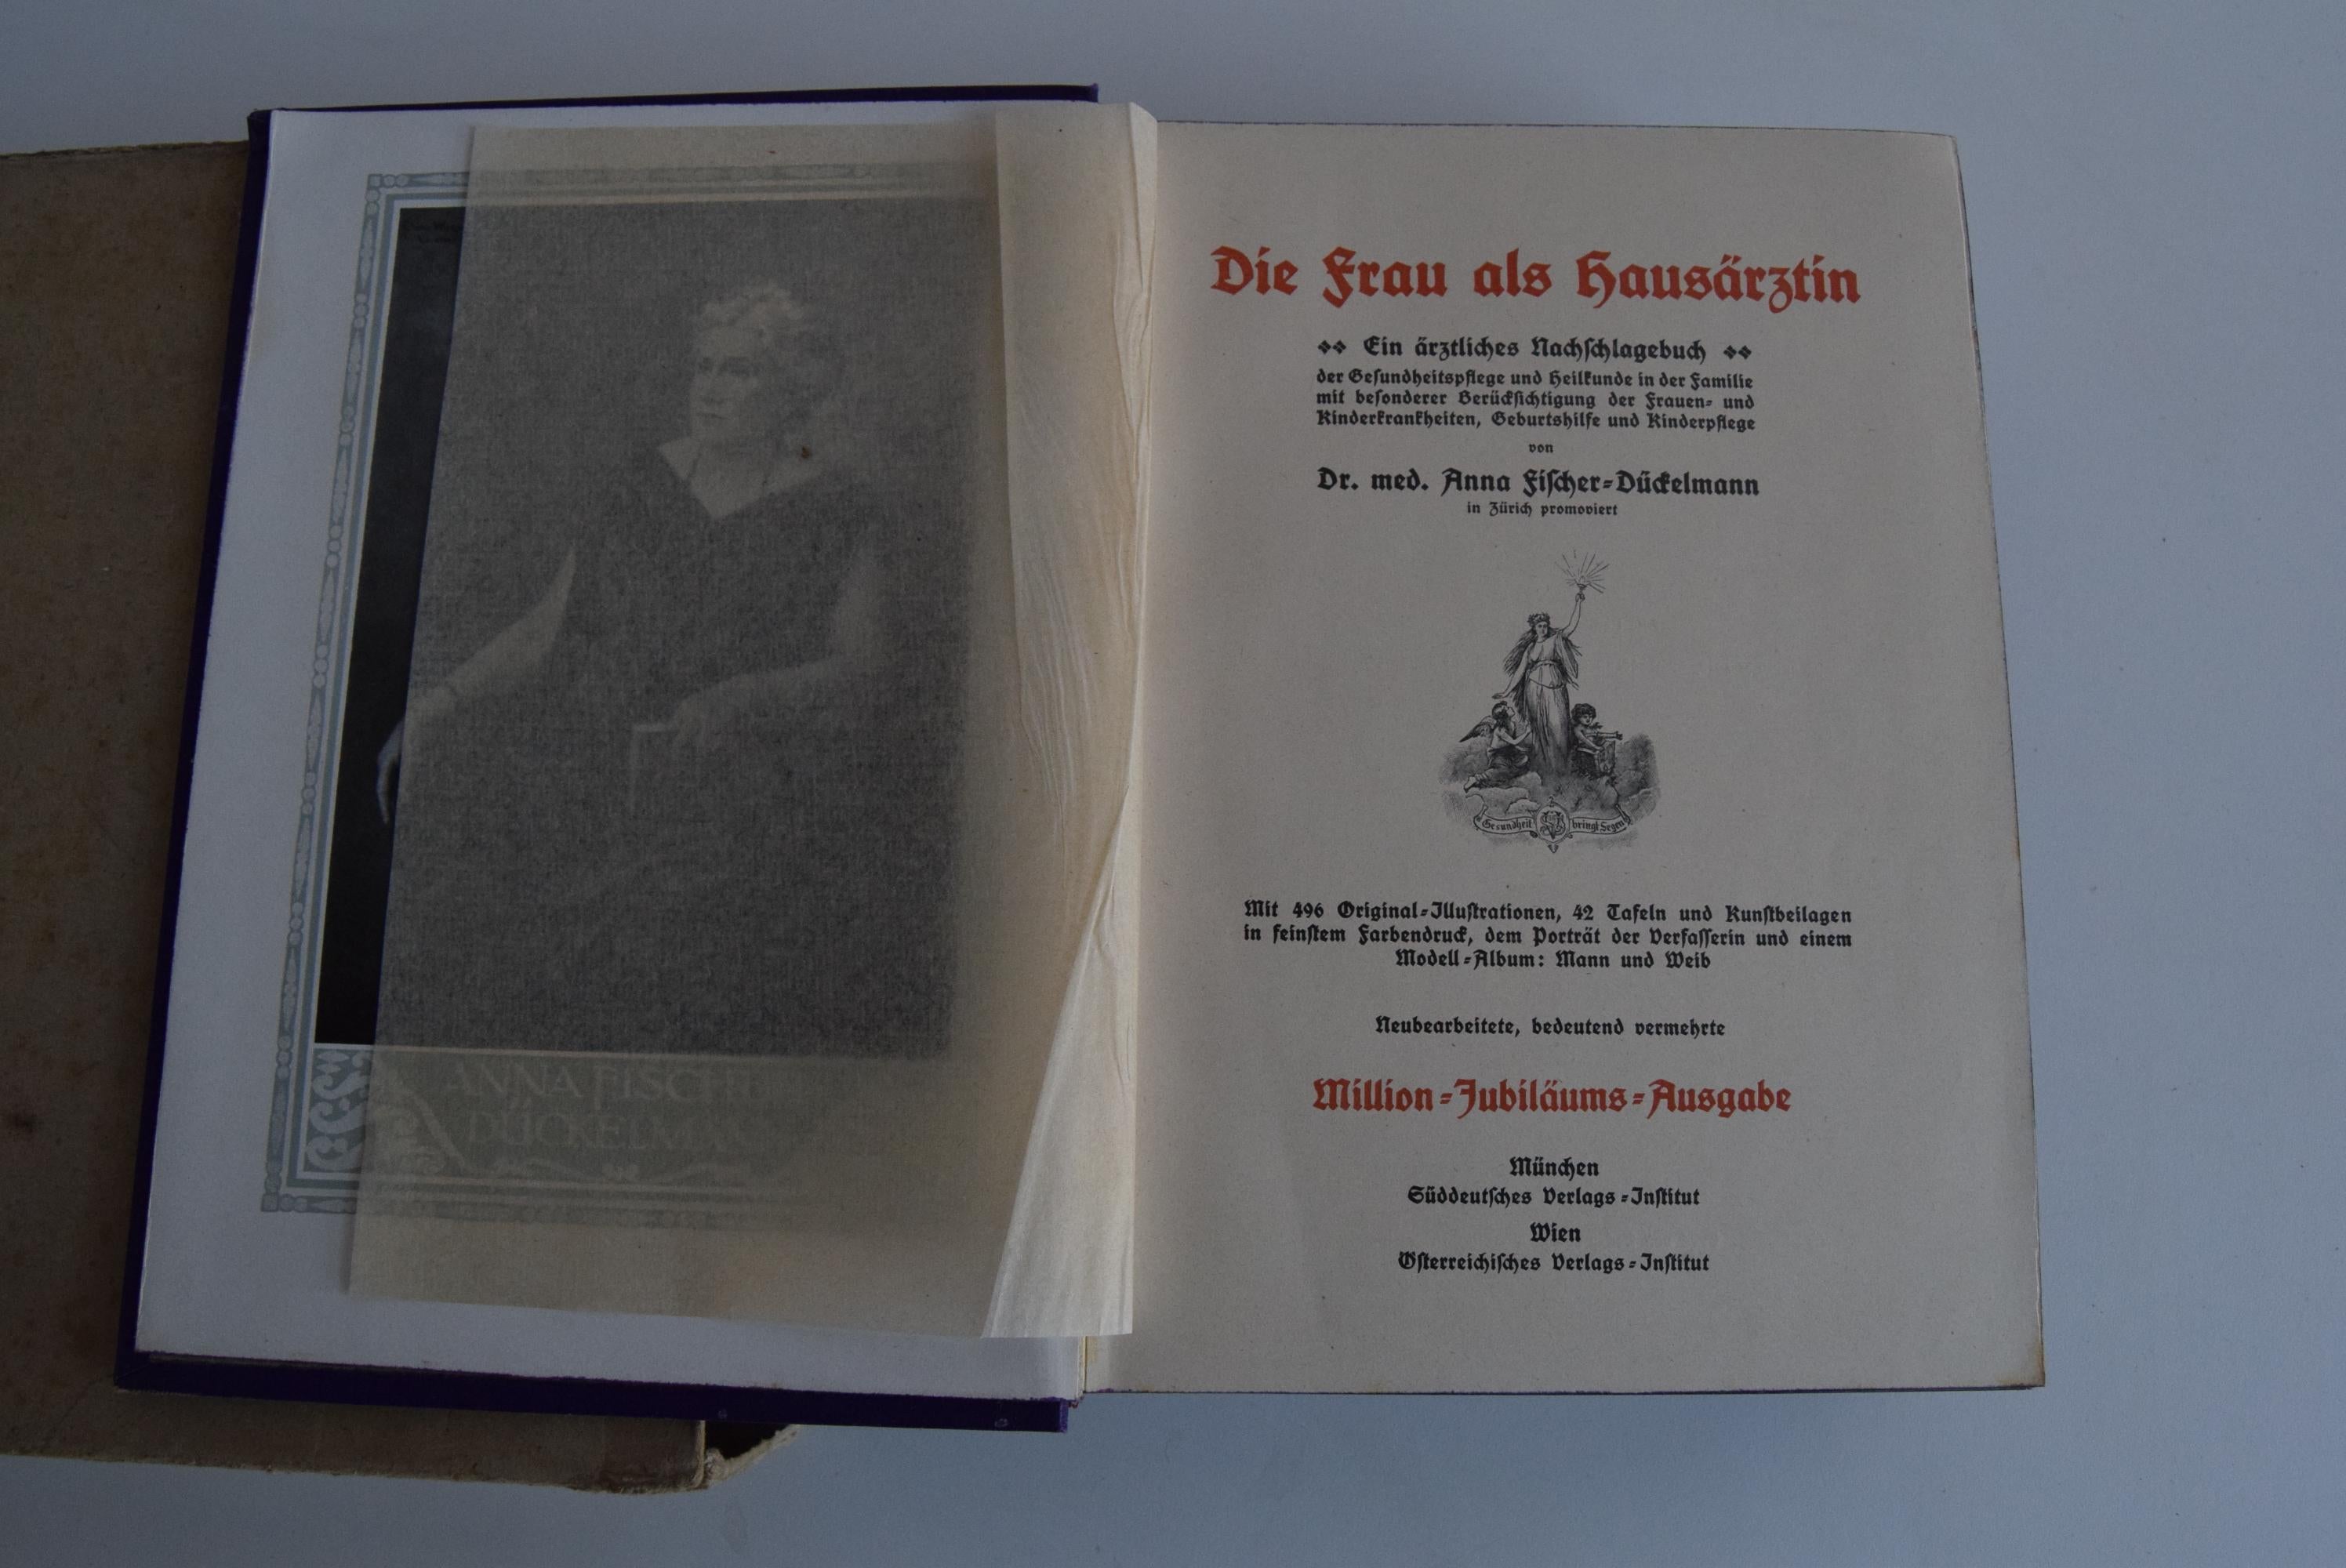 ANNA FISCHE
DÜCKELM
Die Frau als Hausärztin
Ein ärztliches Nachſchlagebuch
der Geſundheitspflege und Heilkunde in der Familie
mit beſonderer Berückſichtigung der Frauen- und
Kinderkrankheiten, Geburtshilfe und Kinderpflege
von
Dr. med. Anna Fiſcher-Dückelmann
in Zürich promoviert
Gesundheit bringt Segen
Mit 496 Original-Illuſtrationen, 42 Tafeln und Kunſtbeilagen
in feinſtem Farbendruck, dem Porträt der Verfaſſerin und einem
Modell-Album: Mann und Weib
Neubearbeitete, bedeutend vermehrte
Million-Jubiläums-Ausgabe
München
Süddeutſches Verlags-Inſtitut
Wien
Öſterreichiſches Verlags-Inſtitut